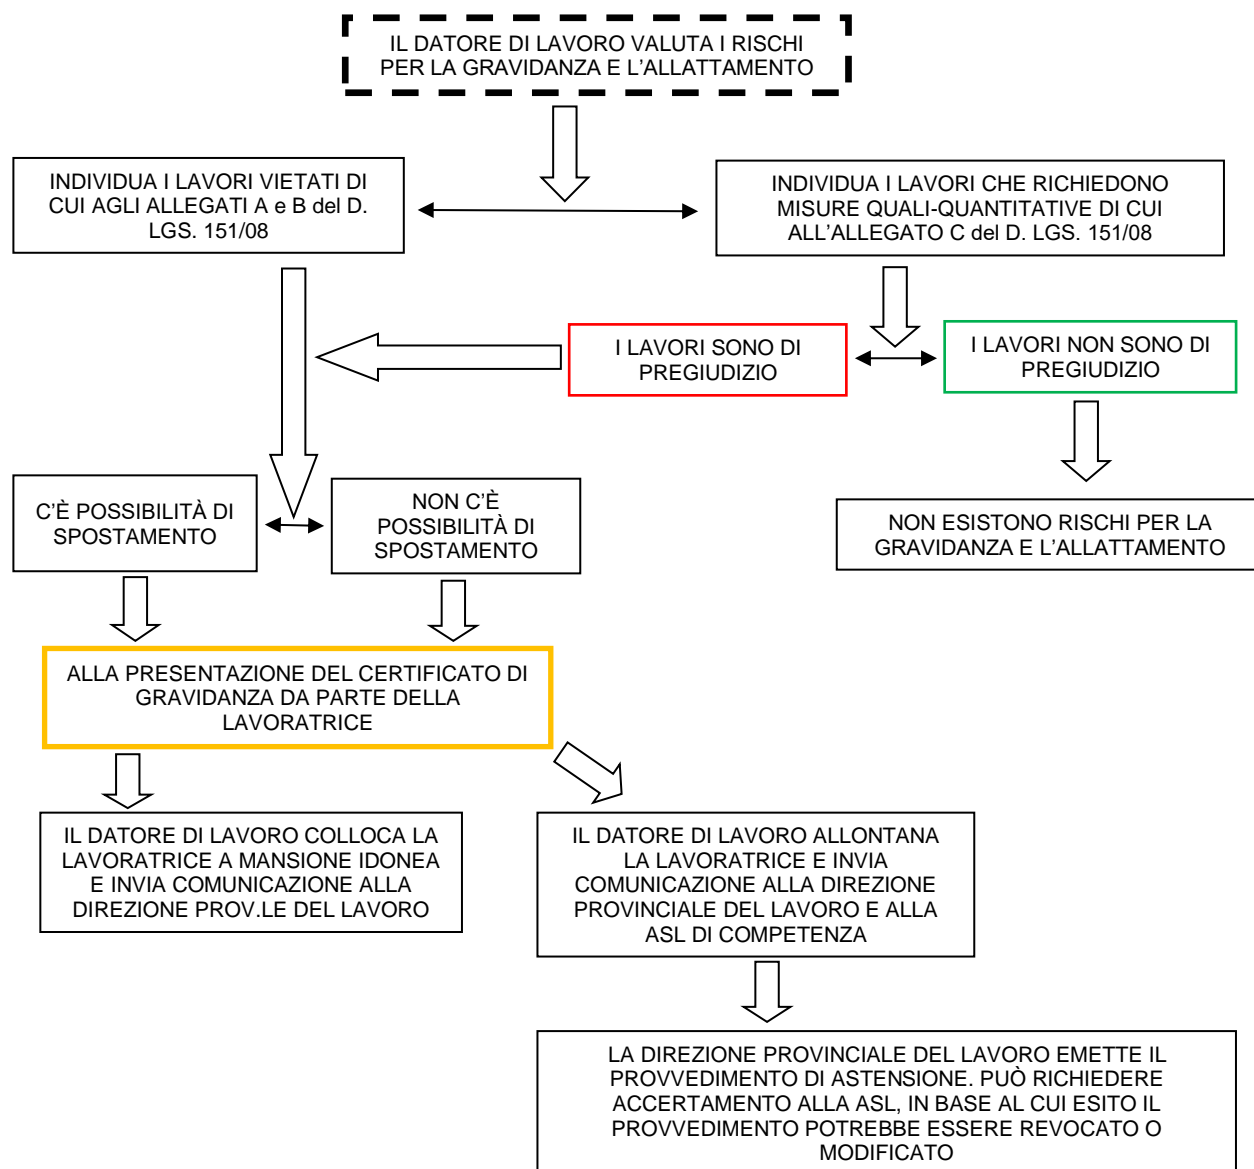 IL DATORE DI LAVORO VALUTA I RISCHI
PER LA GRAVIDANZA E L’ALLATTAMENTO
INDIVIDUA I LAVORI VIETATI DI
CUI AGLI ALLEGATI A e B del D.
LGS. 151/08
INDIVIDUA I LAVORI CHE RICHIEDONO
MISURE QUALI-QUANTITATIVE DI CUI
ALL’ALLEGATO C del D. LGS. 151/08
I LAVORI SONO DI
PREGIUDIZIO
I LAVORI NON SONO DI
PREGIUDIZIO
C’È POSSIBILITÀ DI
SPOSTAMENTO
NON C’È
POSSIBILITÀ DI
SPOSTAMENTO
NON ESISTONO RISCHI PER LA
GRAVIDANZA E L’ALLATTAMENTO
ALLA PRESENTAZIONE DEL CERTIFICATO DI
GRAVIDANZA DA PARTE DELLA
LAVORATRICE
IL DATORE DI LAVORO COLLOCA LA
LAVORATRICE A MANSIONE IDONEA
E INVIA COMUNICAZIONE ALLA
DIREZIONE PROV.LE DEL LAVORO
IL DATORE DI LAVORO ALLONTANA
LA LAVORATRICE E INVIA
COMUNICAZIONE ALLA DIREZIONE
PROVINCIALE DEL LAVORO E ALLA
ASL DI COMPETENZA
LA DIREZIONE PROVINCIALE DEL LAVORO EMETTE IL
PROVVEDIMENTO DI ASTENSIONE. PUÒ RICHIEDERE
ACCERTAMENTO ALLA ASL, IN BASE AL CUI ESITO IL
PROVVEDIMENTO POTREBBE ESSERE REVOCATO O
MODIFICATO